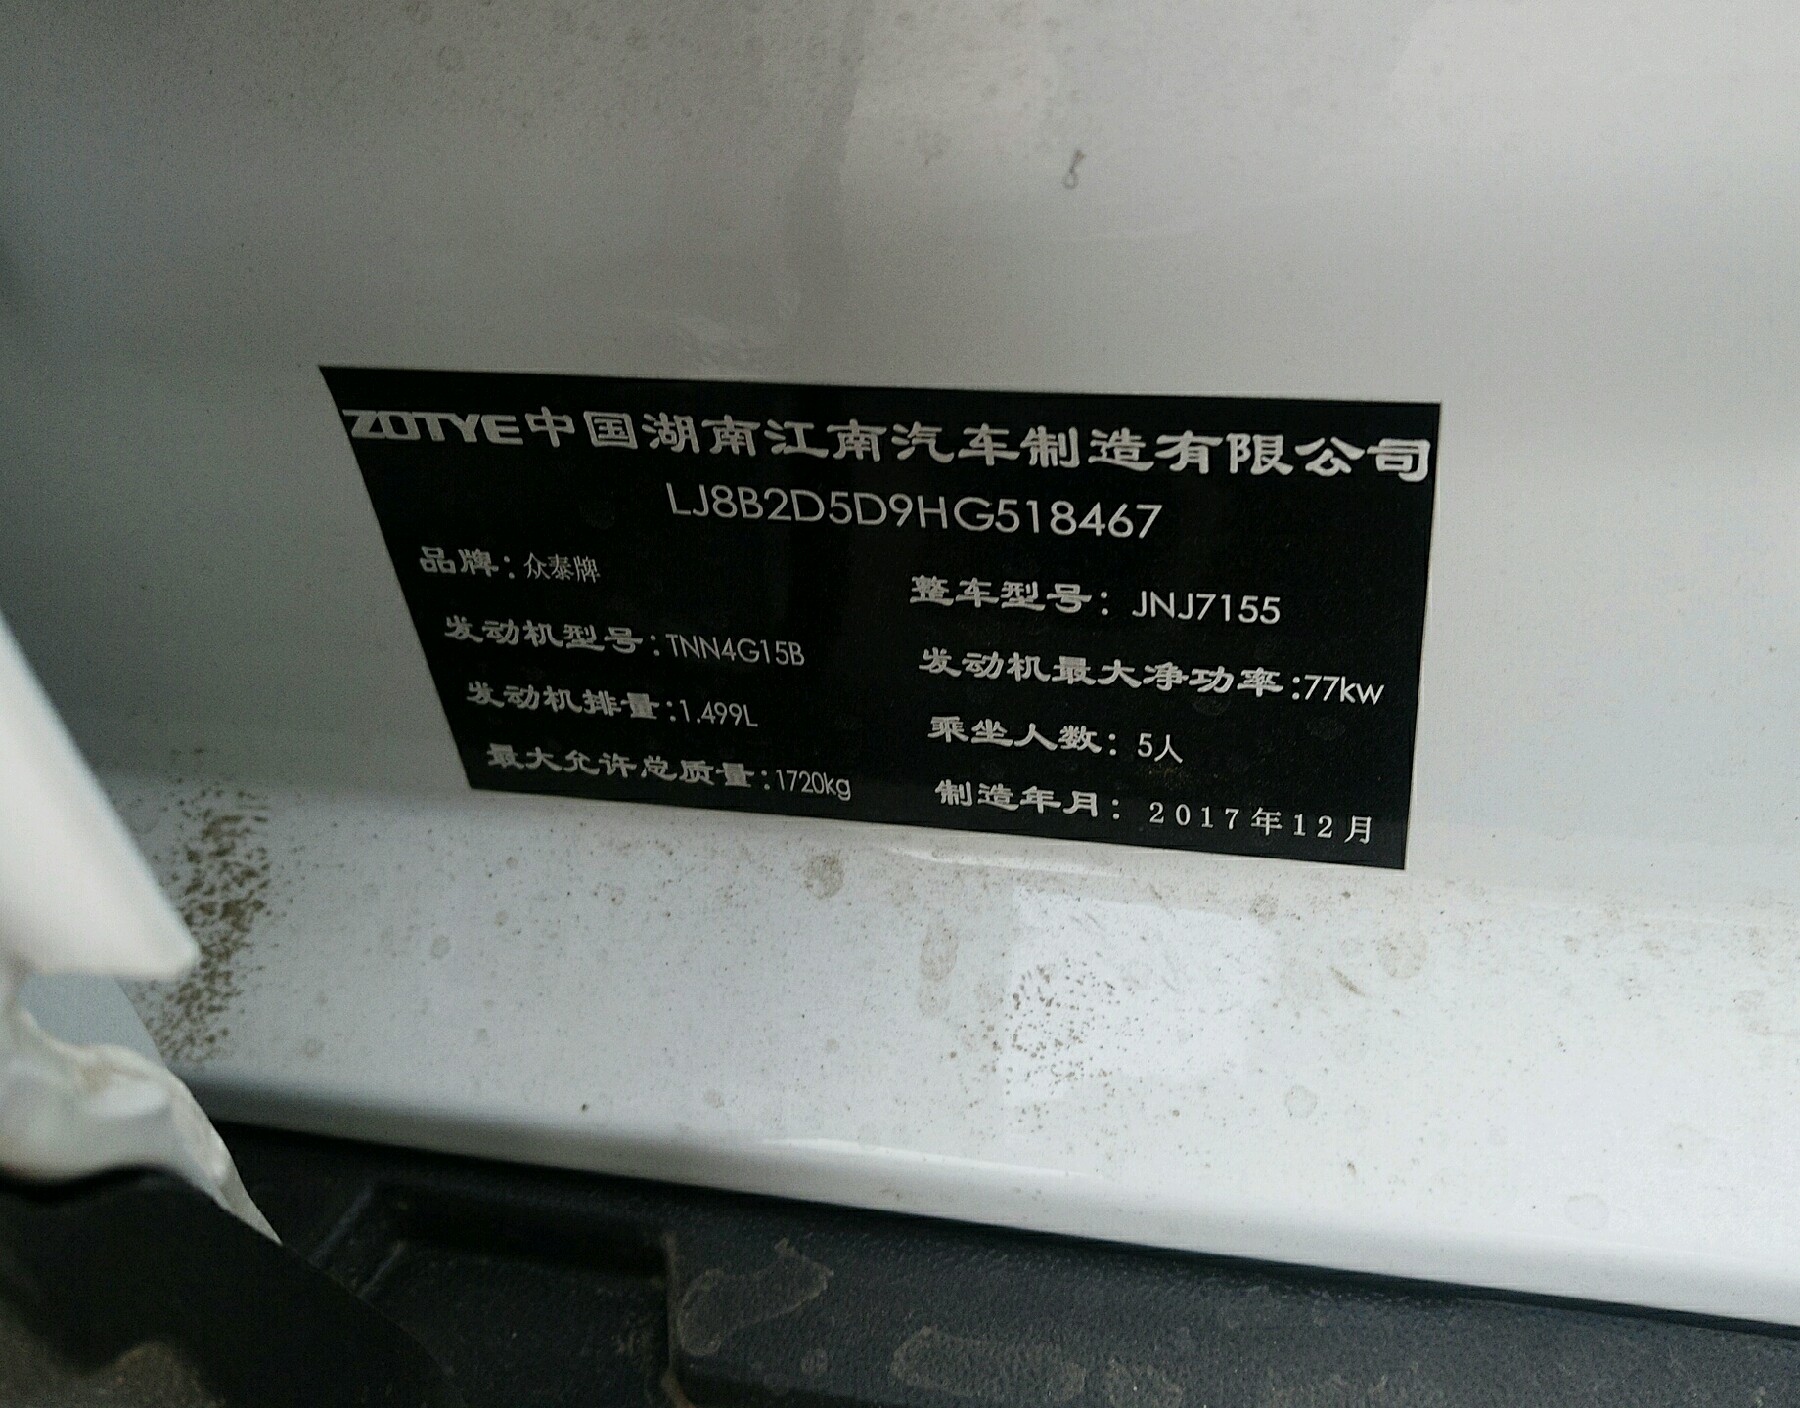 ZOTYE中国湖南江南汽车制造有限公司
LJ8B2D5D9HG518467
品牌：众泰牌
整车型号：JNJ7155
发动机型号：TNN4G15B
发动机最大净功率：77kw
发动机排量：1.499L
乘坐人数：5人
最大允许总质量：1720kg
制造年月：2017年12月